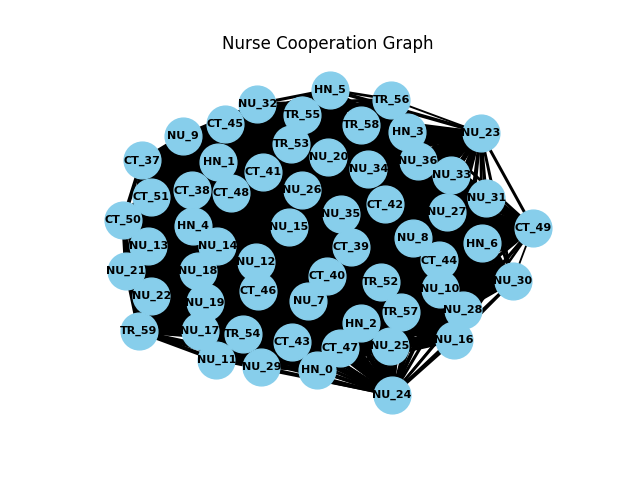 Nurse Cooperation Graph
HN_5
TR_56
NU_32
TR_55
CT_45
TR_58
HN_3
NU_23
NU_9
TR_53
NU_20
CT_37
HN_1
NU_36
NU_34
CT_41
NU_33
CT_38
CT_48
NU_26
CT_51
NU_31
CT_42
NU_27
NU_35
CT_50
HN_4
NU_15
CT_49
NU_8
NU_13
NU_14
CT_39
HN_6
CT_44
NU_12
NU_21
NU_18
CT_40
TR_52
NU_30
NU_10
CT_46
NU_22
NU_19
NU_7
NU_28
TR_57
HN_2
TR_59
NU_17
TR_54
NU_16
CT_43
CT_47
NU_25
NU_11
NU_29
HN_0
NU_24